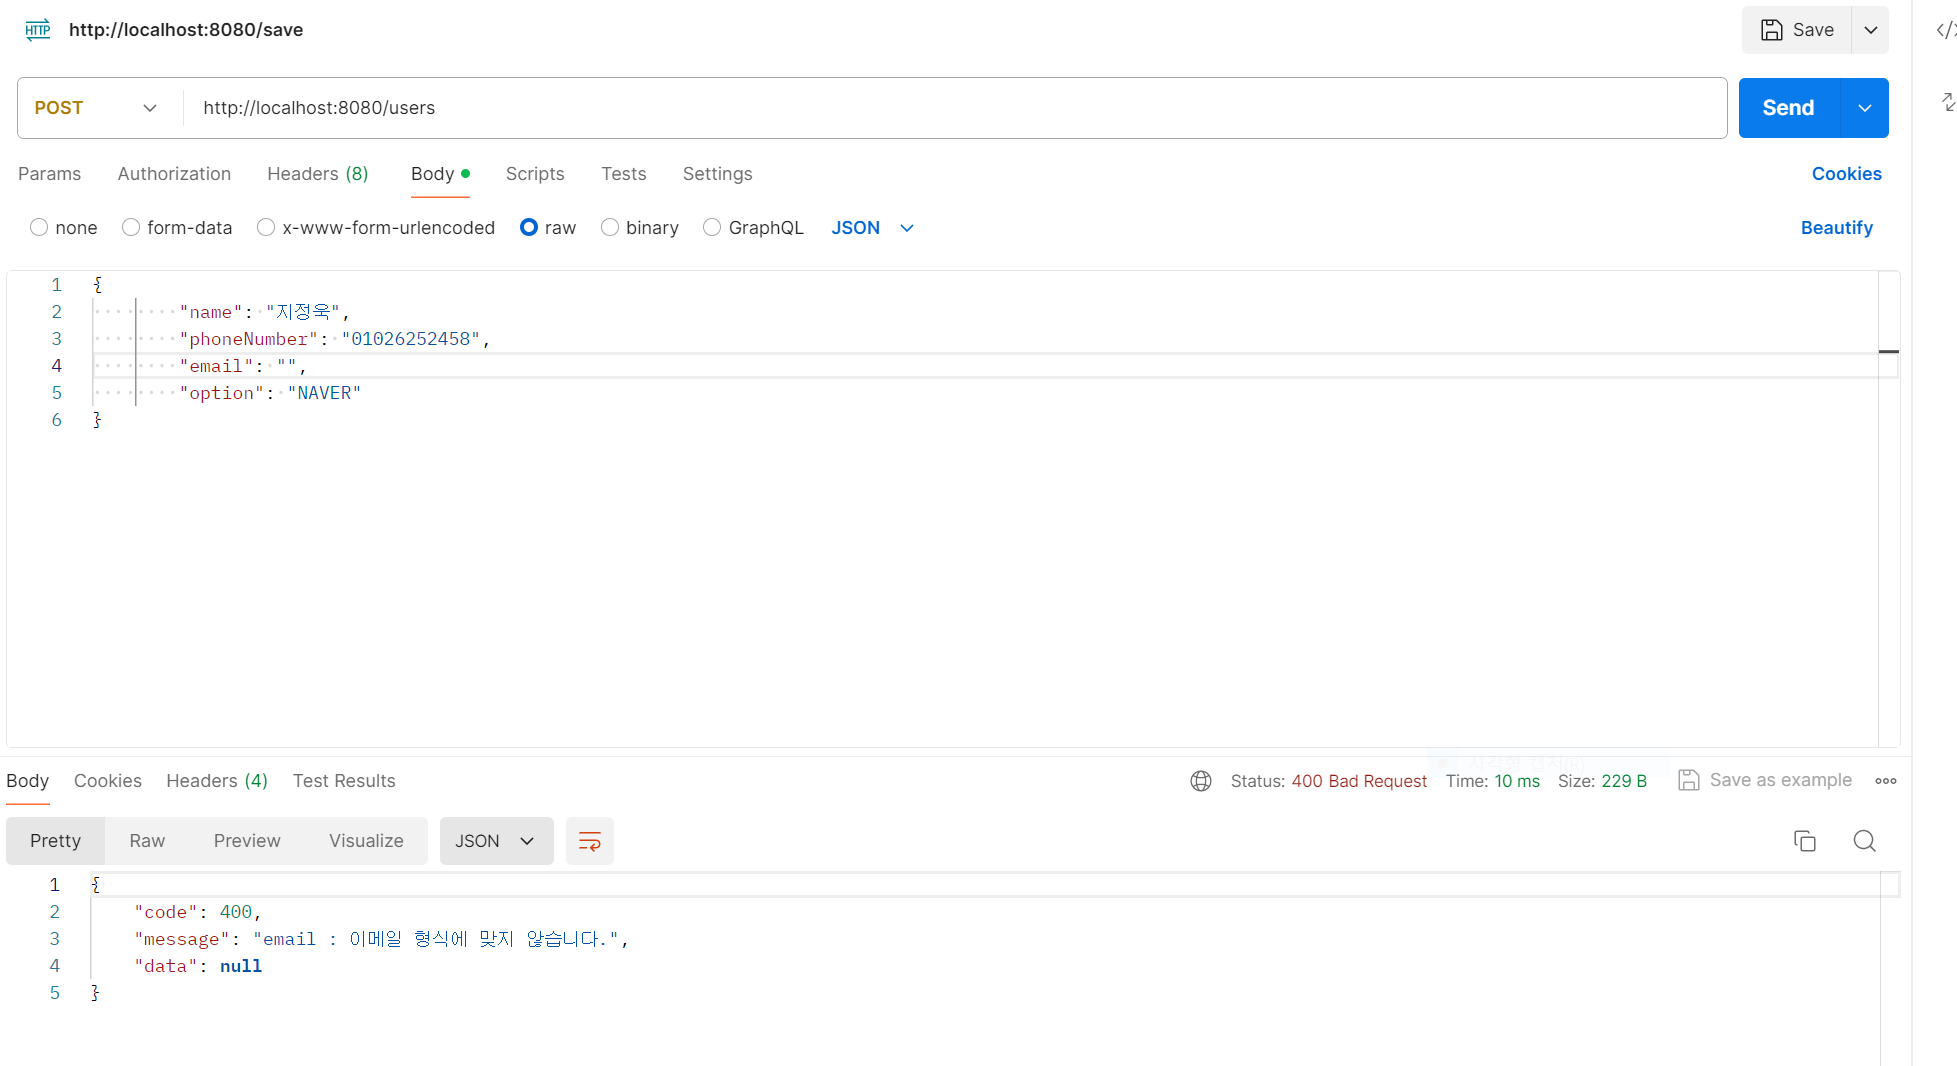 HTTP http://localhost:8080/save Save
POST http://localhost:8080/users Send
Params Authorization Headers (8) Body Scripts Tests Settings Cookies
none form-data x-www-form-urlencoded raw binary GraphQL JSON Beautify
1 {
2 "name": "지정욱",
3 "phoneNumber": "01026252458",
4 "email": "",
5 "option": "NAVER"
6 }
Body Cookies Headers (4) Test Results Status: 400 Bad Request Time: 10 ms Size: 229 B Save as example
Pretty Raw Preview Visualize JSON
1 {
2 "code": 400,
3 "message": "email : 이메일 형식에 맞지 않습니다.",
4 "data": null
5 }